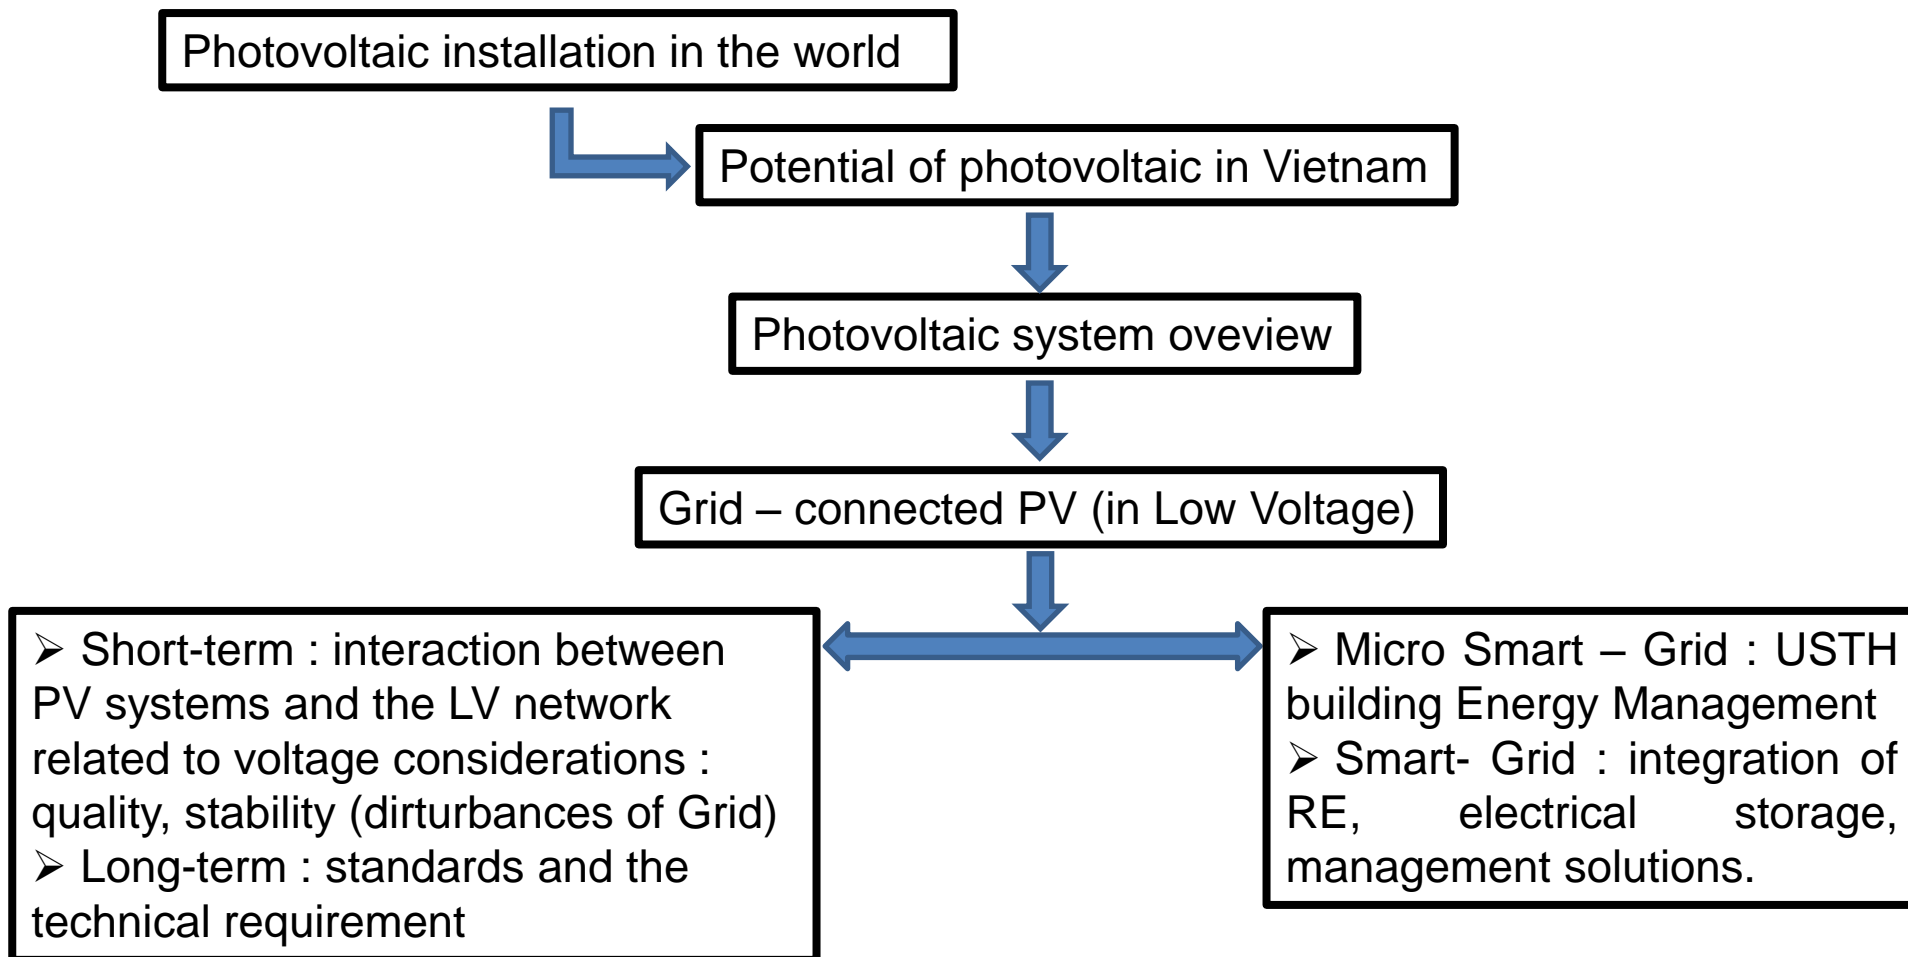 Photovoltaic installation in the world
Potential of photovoltaic in Vietnam
Photovoltaic system oveview
Grid – connected PV (in Low Voltage)
➢ Short-term : interaction between
PV systems and the LV network
related to voltage considerations :
quality, stability (dirturbances of Grid)
➢ Long-term : standards and the
technical requirement
➢ Micro Smart – Grid : USTH
building Energy Management
➢ Smart- Grid : integration of
RE, electrical storage,
management solutions.